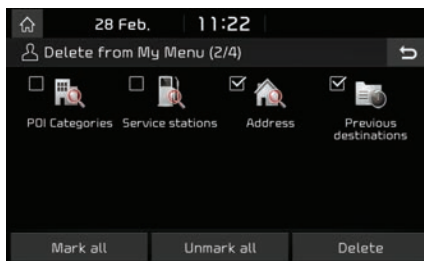 28 Feb. 11:22
Delete from My Menu (2/4)
POI Categories Service stations Address Previous
destinations
Mark all Unmark all Delete